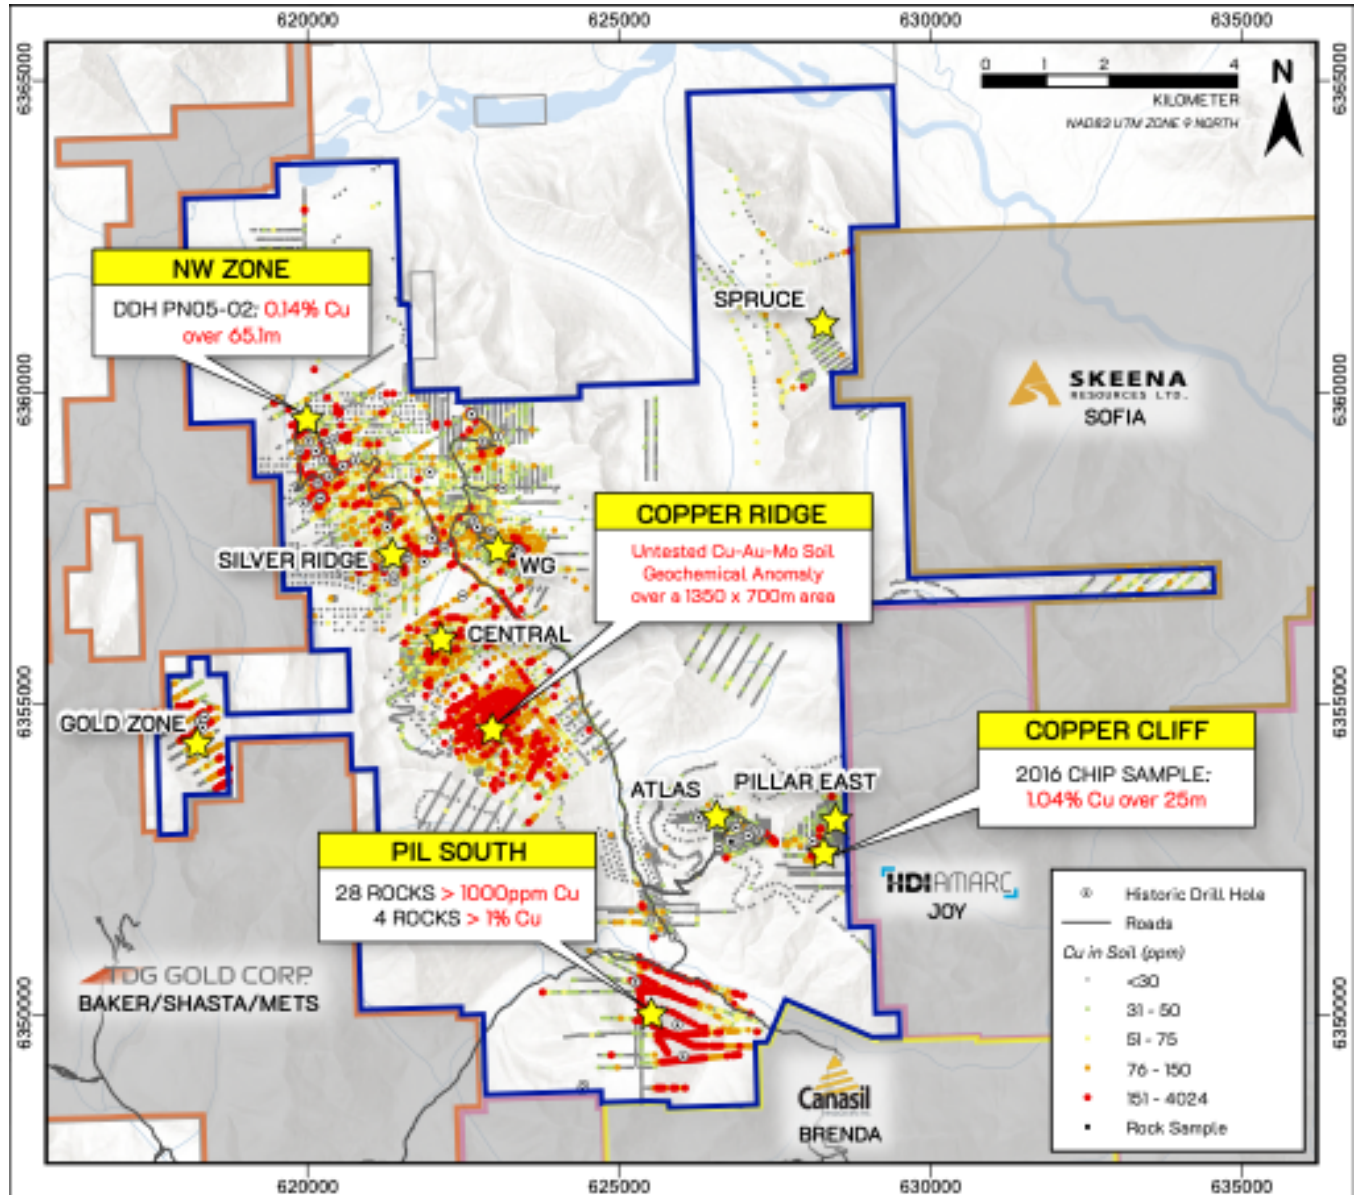 620000
625000
630000
635000
6365000
6365000
0
1
2
4
KILOMETER
NAD83 UTM ZONE 9 NORTH
N
NW ZONE
DDH PN05-02: 0.14% Cu
over 65.1m
SPRUCE
6360000
6360000
SKEENA
RESOURCES LTD.
SOFIA
COPPER RIDGE
Untested Cu-Au-Mo Soil
Geochemical Anomaly
over a 1350 x 700m area
SILVER RIDGE
WG
CENTRAL
6355000
6355000
GOLD ZONE
COPPER CLIFF
2016 CHIP SAMPLE:
1.04% Cu over 25m
ATLAS
PILLAR EAST
PIL SOUTH
28 ROCKS > 1000ppm Cu
4 ROCKS > 1% Cu
HDI AMARC
JOY
TDG GOLD CORP.
BAKER/SHASTA/METS
6350000
6350000
Canasil
BRENDA
Historic Drill Hole
Roads
Cu in Soil (ppm)
<30
31 - 50
51 - 75
76 - 150
151 - 4024
Rock Sample
620000
625000
630000
635000